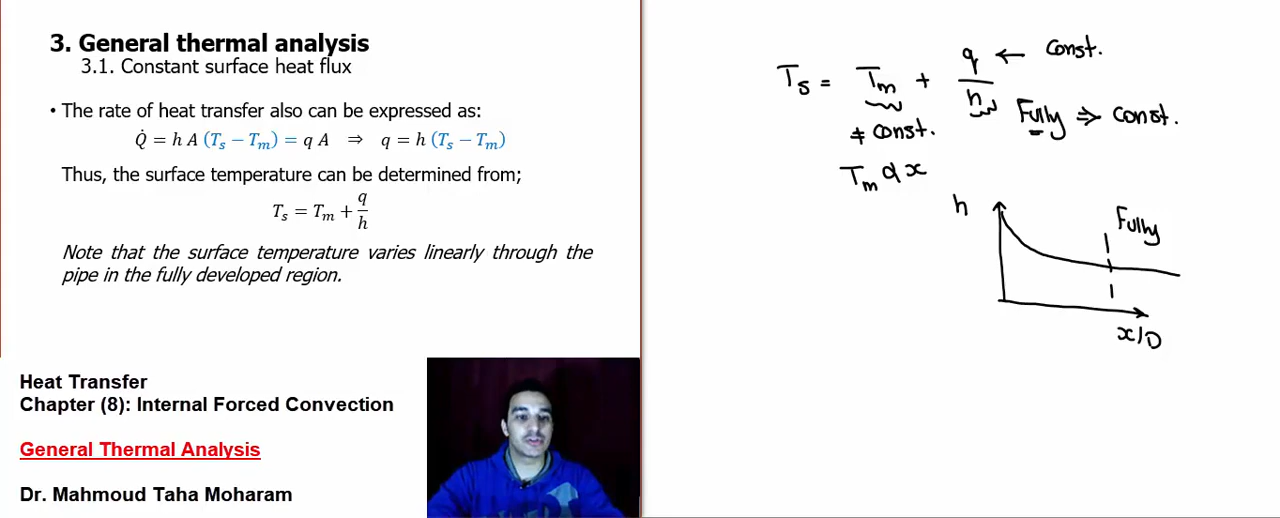 3. General thermal analysis
3.1. Constant surface heat flux
• The rate of heat transfer also can be expressed as:
Q̇ = h A (Tₛ − Tₘ) = q A ⇒ q = h (Tₛ − Tₘ)
Thus, the surface temperature can be determined from;
Tₛ = Tₘ + q/h
Note that the surface temperature varies linearly through the
pipe in the fully developed region.
Heat Transfer
Chapter (8): Internal Forced Convection
General Thermal Analysis
Dr. Mahmoud Taha Moharam
Tₛ = Tₘ + q/h ← Const.
Fully ⇒ Const.
≠ Const.
Tₘ α x
h
Fully
x/D